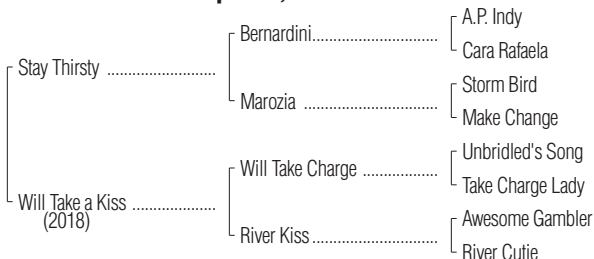 A.P. Indy
Bernardini
Cara Rafaela
Stay Thirsty
Storm Bird
Marozia
Make Change
Unbridled's Song
Will Take Charge
Take Charge Lady
Will Take a Kiss
(2018)
Awesome Gambler
River Kiss
River Cutie